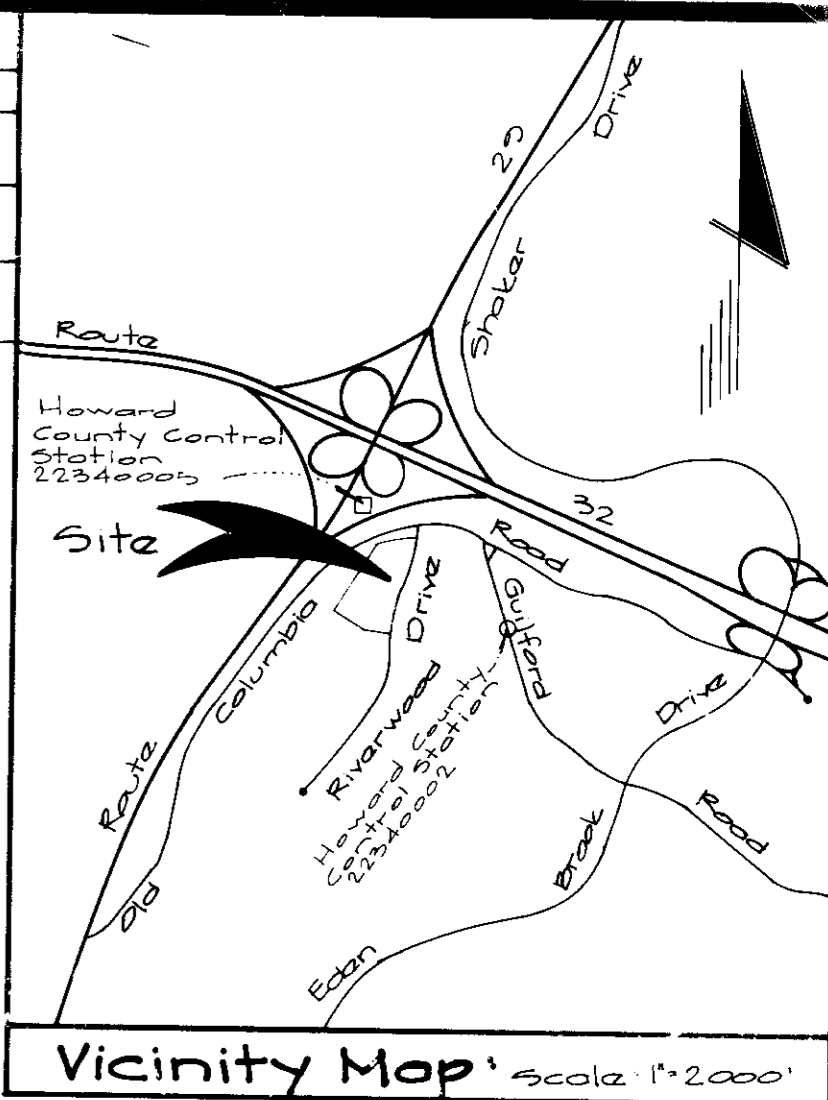 29
Drive
Shaker
Route
Howard
County Control
Station
22340005
Site
32
Road
Drive
Guilford
Columbia
Riverwood
Howard County
Control Station
22340002
Drive
Route
Road
Brook
Old
Eden
Vicinity Map: Scale: 1"=2000'